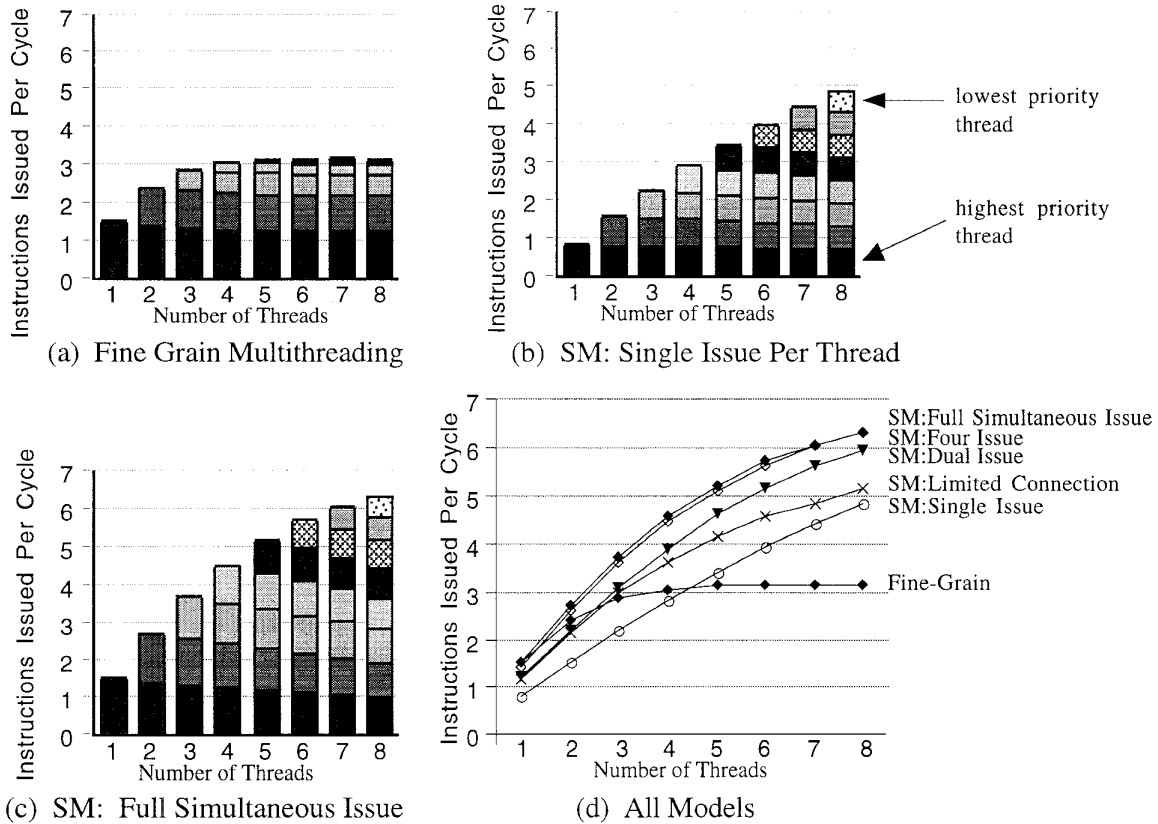 Instructions Issued Per Cycle
7
6
5
4
3
2
1
0
1 2 3 4 5 6 7 8
Number of Threads
(a) Fine Grain Multithreading
Instructions Issued Per Cycle
7
6
5
4
3
2
1
0
1 2 3 4 5 6 7 8
Number of Threads
(b) SM: Single Issue Per Thread
lowest priority
thread
highest priority
thread
Instructions Issued Per Cycle
7
6
5
4
3
2
1
0
1 2 3 4 5 6 7 8
Number of Threads
(c) SM: Full Simultaneous Issue
Instructions Issued Per Cycle
7
6
5
4
3
2
1
0
1 2 3 4 5 6 7 8
Number of Threads
SM:Full Simultaneous Issue
SM:Four Issue
SM:Dual Issue
SM:Limited Connection
SM:Single Issue
Fine-Grain
(d) All Models